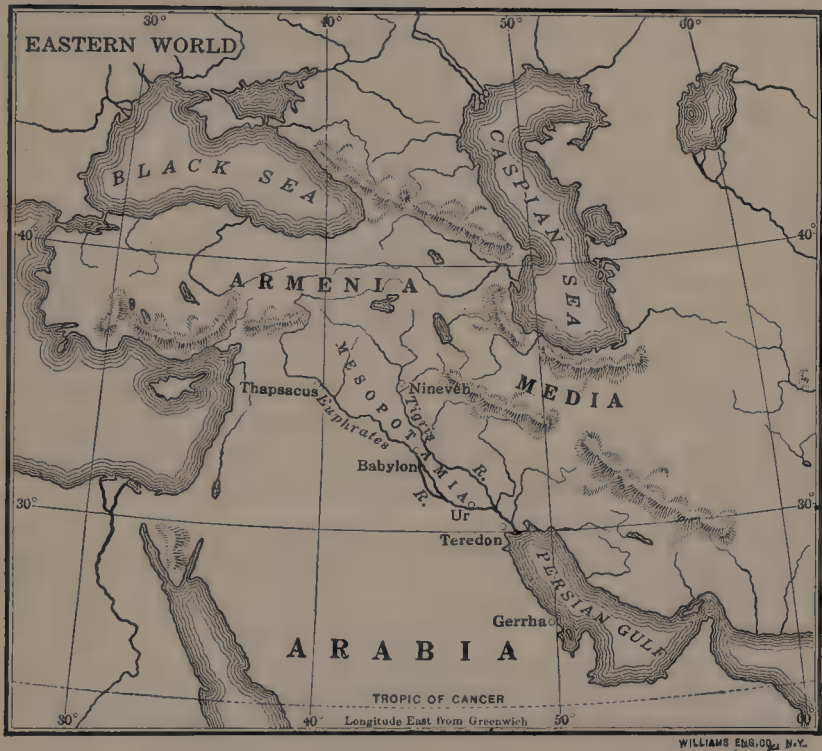 30°
40°
50°
60°
EASTERN WORLD
BLACK SEA
CASPIAN SEA
40°
40°
ARMENIA
MEDIA
MESOPOTAMIA
Thapsacus
Nineveh
Euphrates R.
Tigris R.
Babylon
30°
30°
Ur
Teredon
PERSIAN GULF
Gerrha
ARABIA
TROPIC OF CANCER
30°
40°
Longitude East from Greenwich
50°
60°
WILLIAMS ENG.CO., N.Y.